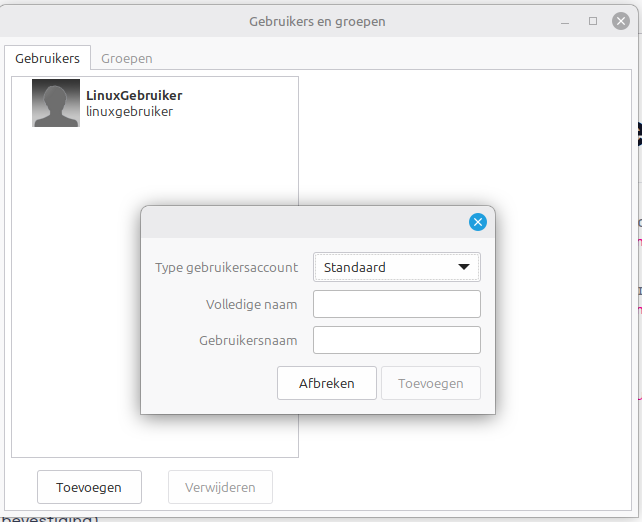 Gebruikers en groepen
Gebruikers Groepen
LinuxGebruiker
linuxgebruiker
Type gebruikersaccount Standaard
Volledige naam
Gebruikersnaam
Afbreken Toevoegen
Toevoegen Verwijderen
bevestiging)